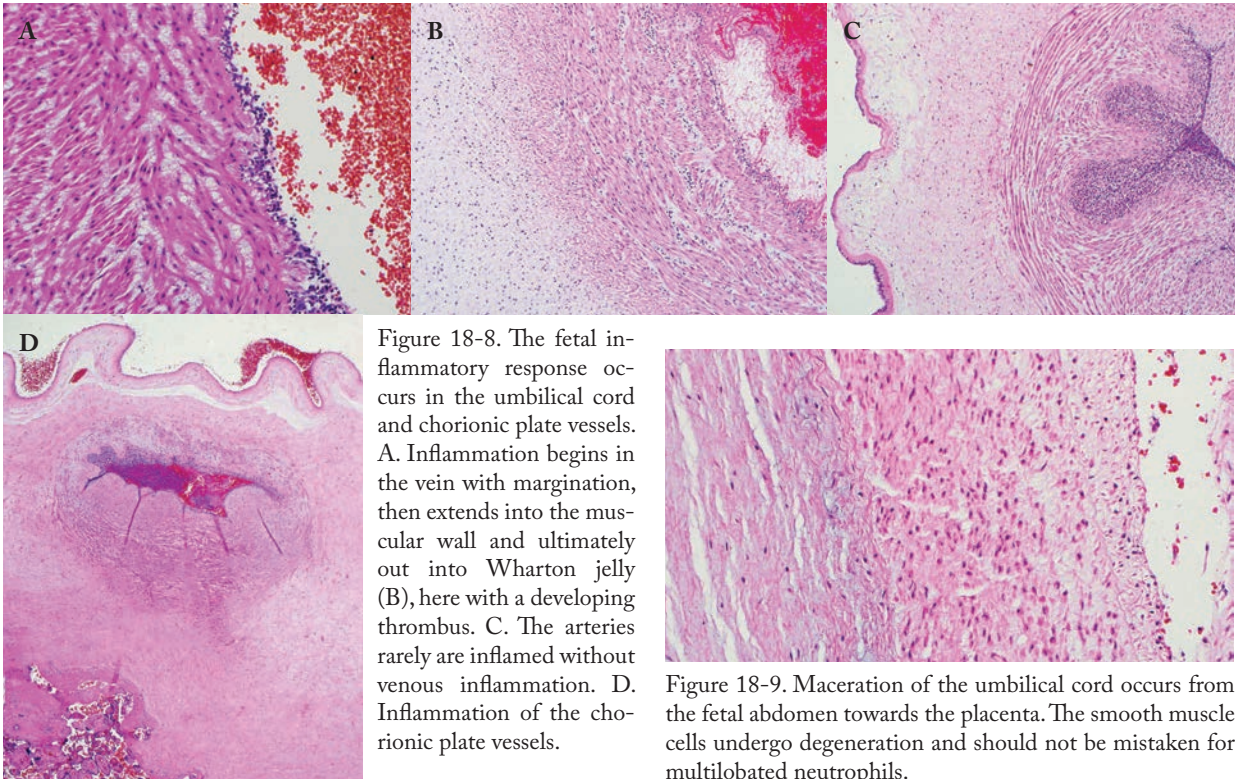 A
B
C
D
Figure 18-8. The fetal in-
flammatory response oc-
curs in the umbilical cord
and chorionic plate vessels.
A. Inflammation begins in
the vein with margination,
then extends into the mus-
cular wall and ultimately
out into Wharton jelly
(B), here with a developing
thrombus. C. The arteries
rarely are inflamed without
venous inflammation. D.
Inflammation of the cho-
rionic plate vessels.
Figure 18-9. Maceration of the umbilical cord occurs from
the fetal abdomen towards the placenta. The smooth muscle
cells undergo degeneration and should not be mistaken for
multilobated neutrophils.